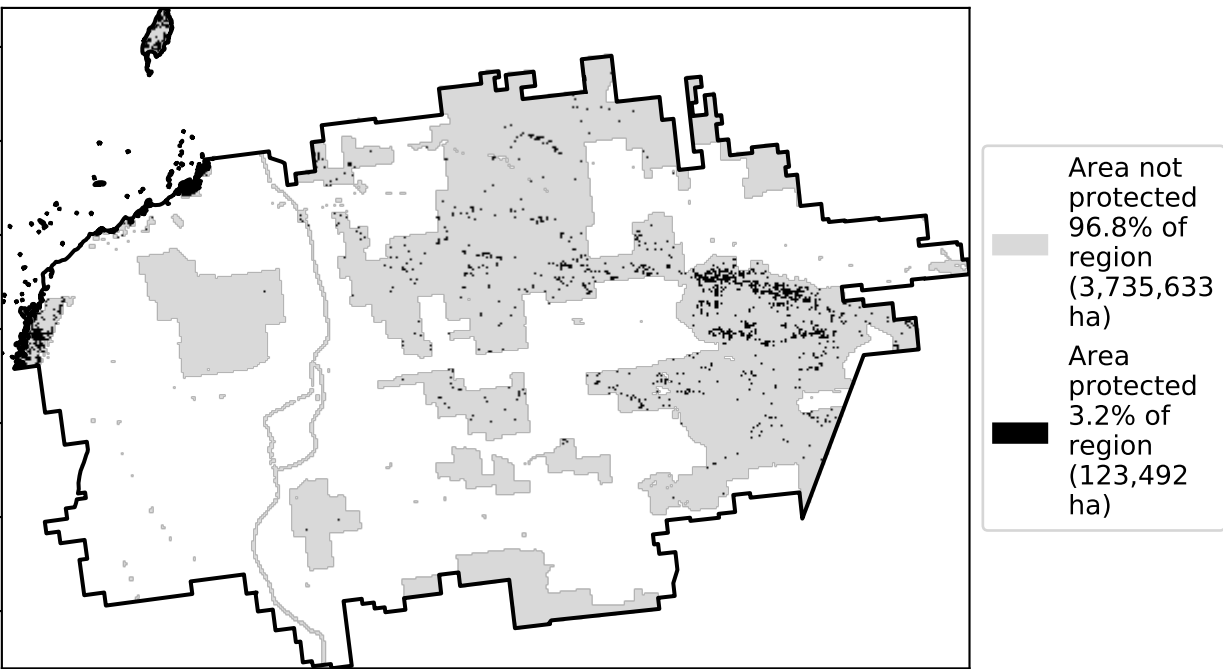 Area not
protected
96.8% of
region
(3,735,633
ha)
Area
protected
3.2% of
region
(123,492
ha)